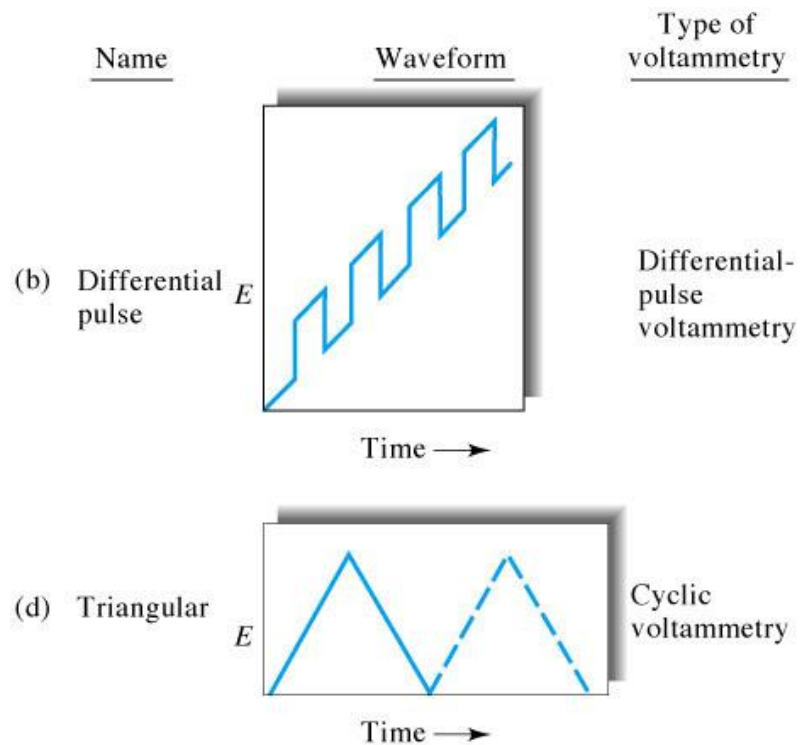 Name
Waveform
Type of
voltammetry
(b) Differential
pulse
E
Differential-
pulse
voltammetry
Time
(d) Triangular
E
Cyclic
voltammetry
Time